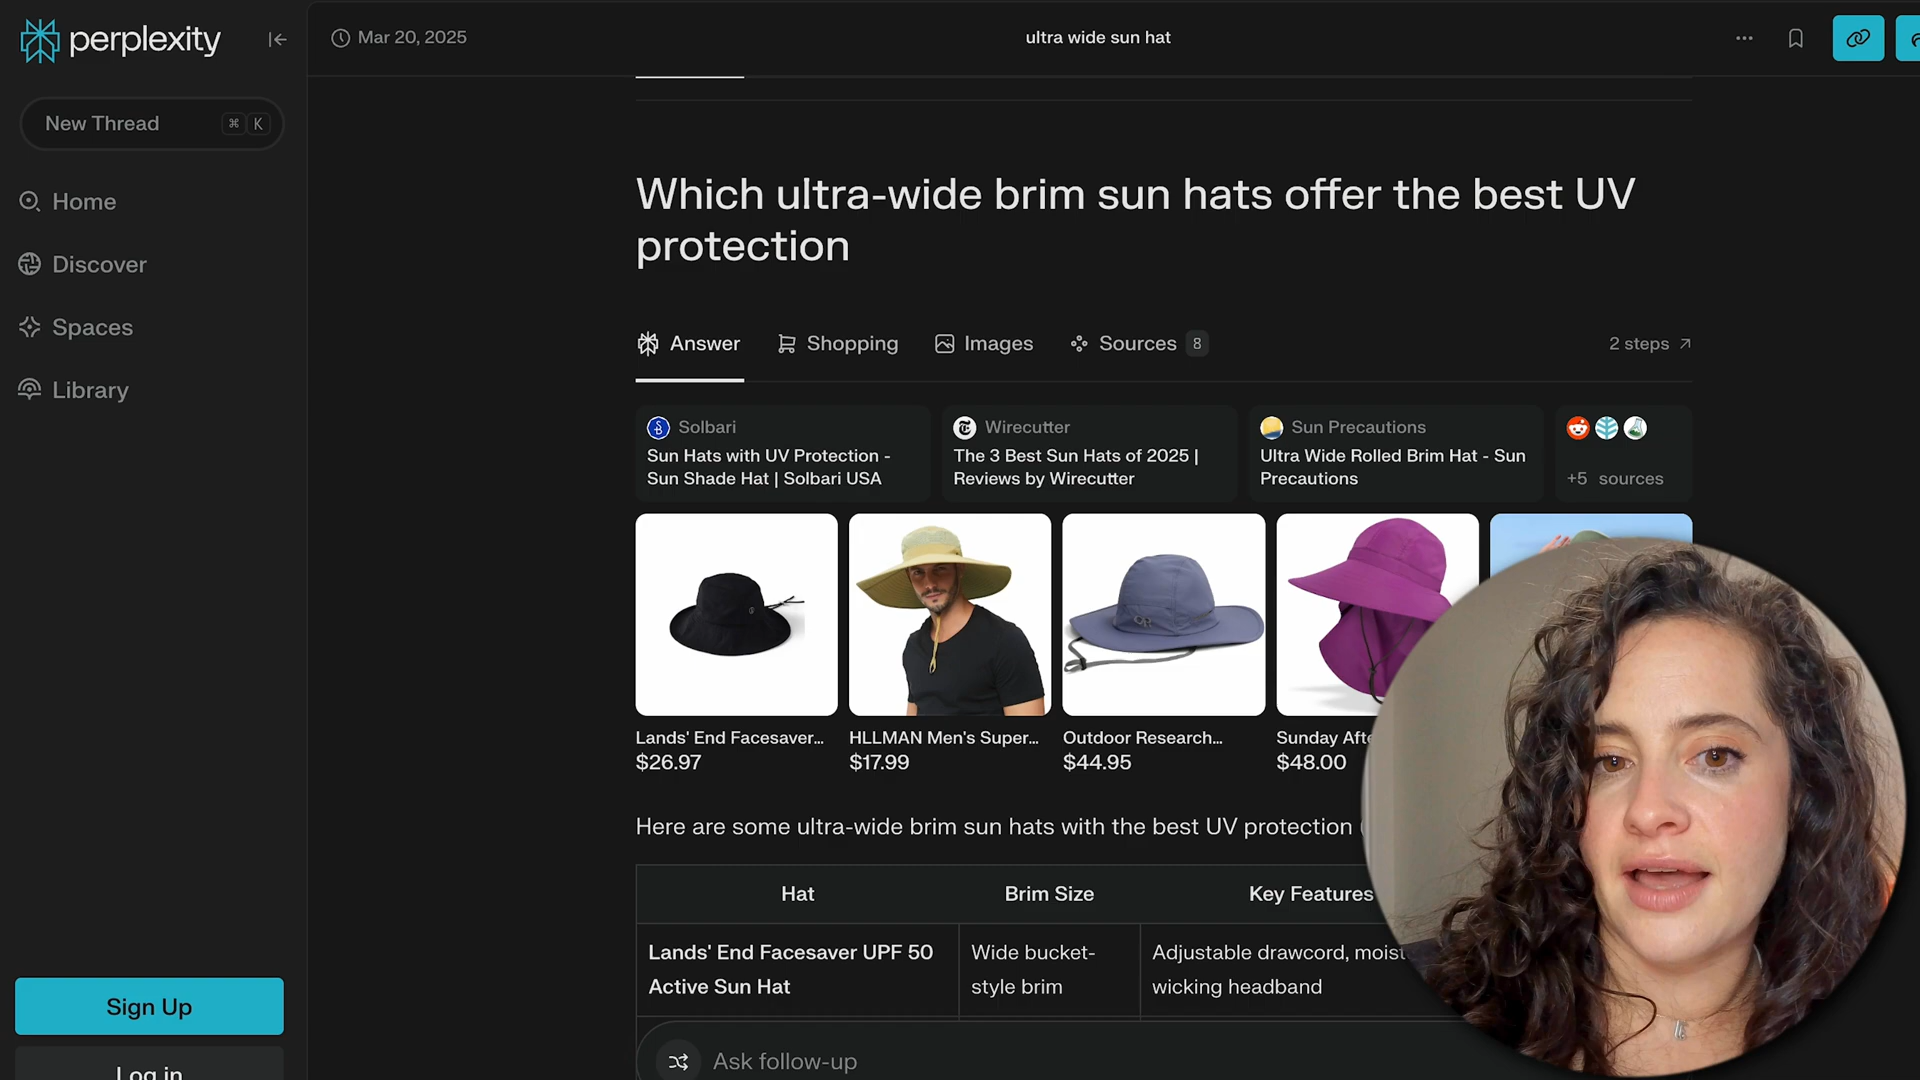 perplexity
Mar 20, 2025
ultra wide sun hat
New Thread
⌘ K
Home
Discover
Spaces
Library
Which ultra-wide brim sun hats offer the best UV
protection
Answer
Shopping
Images
Sources 8
2 steps
Solbari
Sun Hats with UV Protection -
Sun Shade Hat | Solbari USA
Wirecutter
The 3 Best Sun Hats of 2025 |
Reviews by Wirecutter
Sun Precautions
Ultra Wide Rolled Brim Hat - Sun
Precautions
+5 sources
OR
Lands' End Facesaver...
$26.97
HLLMAN Men's Super...
$17.99
Outdoor Research...
$44.95
Sunday Afte
$48.00
Here are some ultra-wide brim sun hats with the best UV protection
Hat
Brim Size
Key Features
Lands' End Facesaver UPF 50
Active Sun Hat
Wide bucket-
style brim
Adjustable drawcord, moist
wicking headband
Ask follow-up
Sign Up
Log in